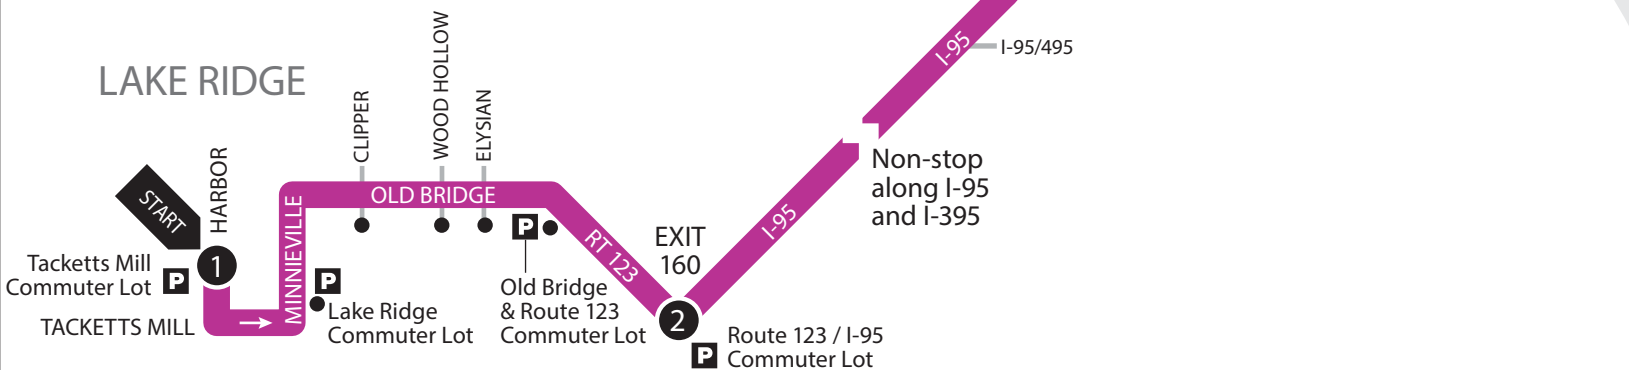 LAKE RIDGE
START
HARBOR
1
P
Tacketts Mill
Commuter Lot
TACKETTS MILL
MINNIEVILLE
P
Lake Ridge
Commuter Lot
CLIPPER
WOOD HOLLOW
ELYSIAN
OLD BRIDGE
P
Old Bridge
& Route 123
Commuter Lot
RT 123
EXIT
160
2
P
Route 123 / I-95
Commuter Lot
I-95
Non-stop
along I-95
and I-395
I-95
I-95/495